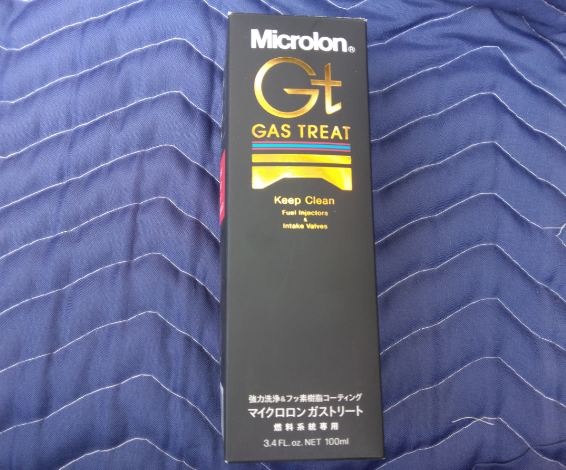 Microlon®
Gt
GAS TREAT
Keep Clean
Fuel Injectors
&
Intake Valves
強力洗浄&フッ素樹脂コーティング
マイクロロン ガストリート
燃料系統専用
3.4 FL. oz. NET 100ml